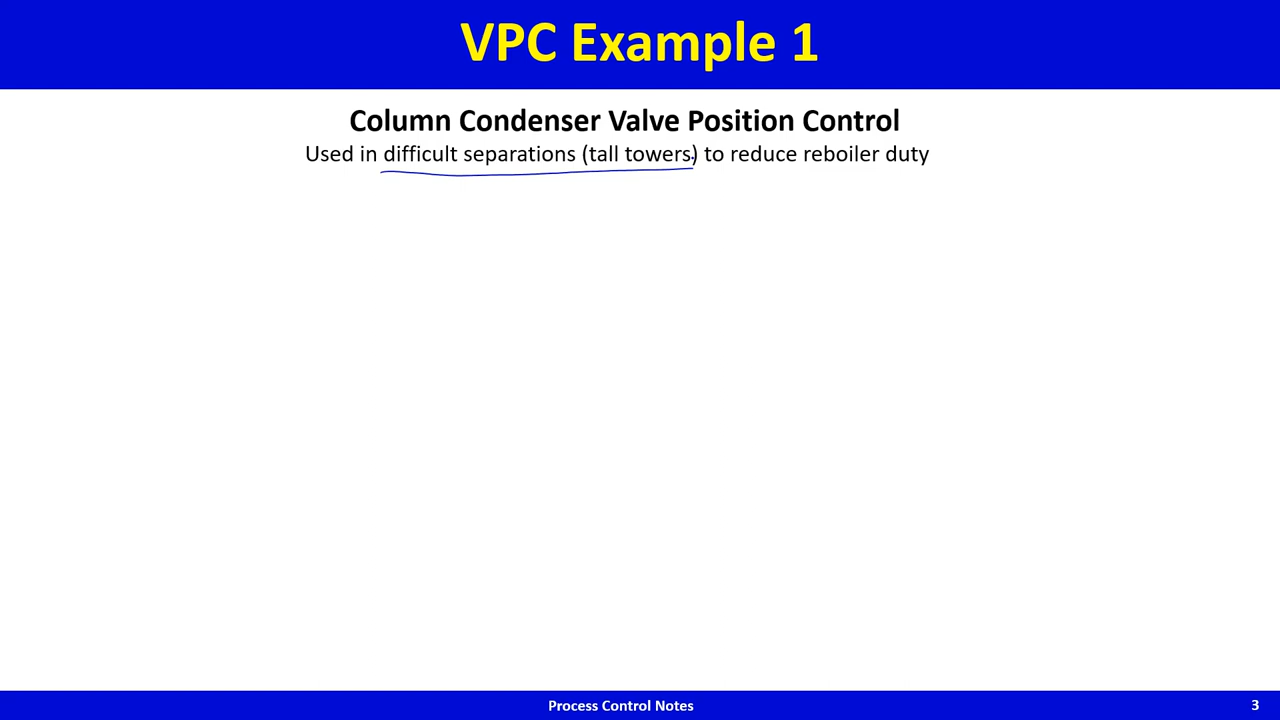 VPC Example 1
Column Condenser Valve Position Control
Used in difficult separations (tall towers) to reduce reboiler duty
Process Control Notes
3